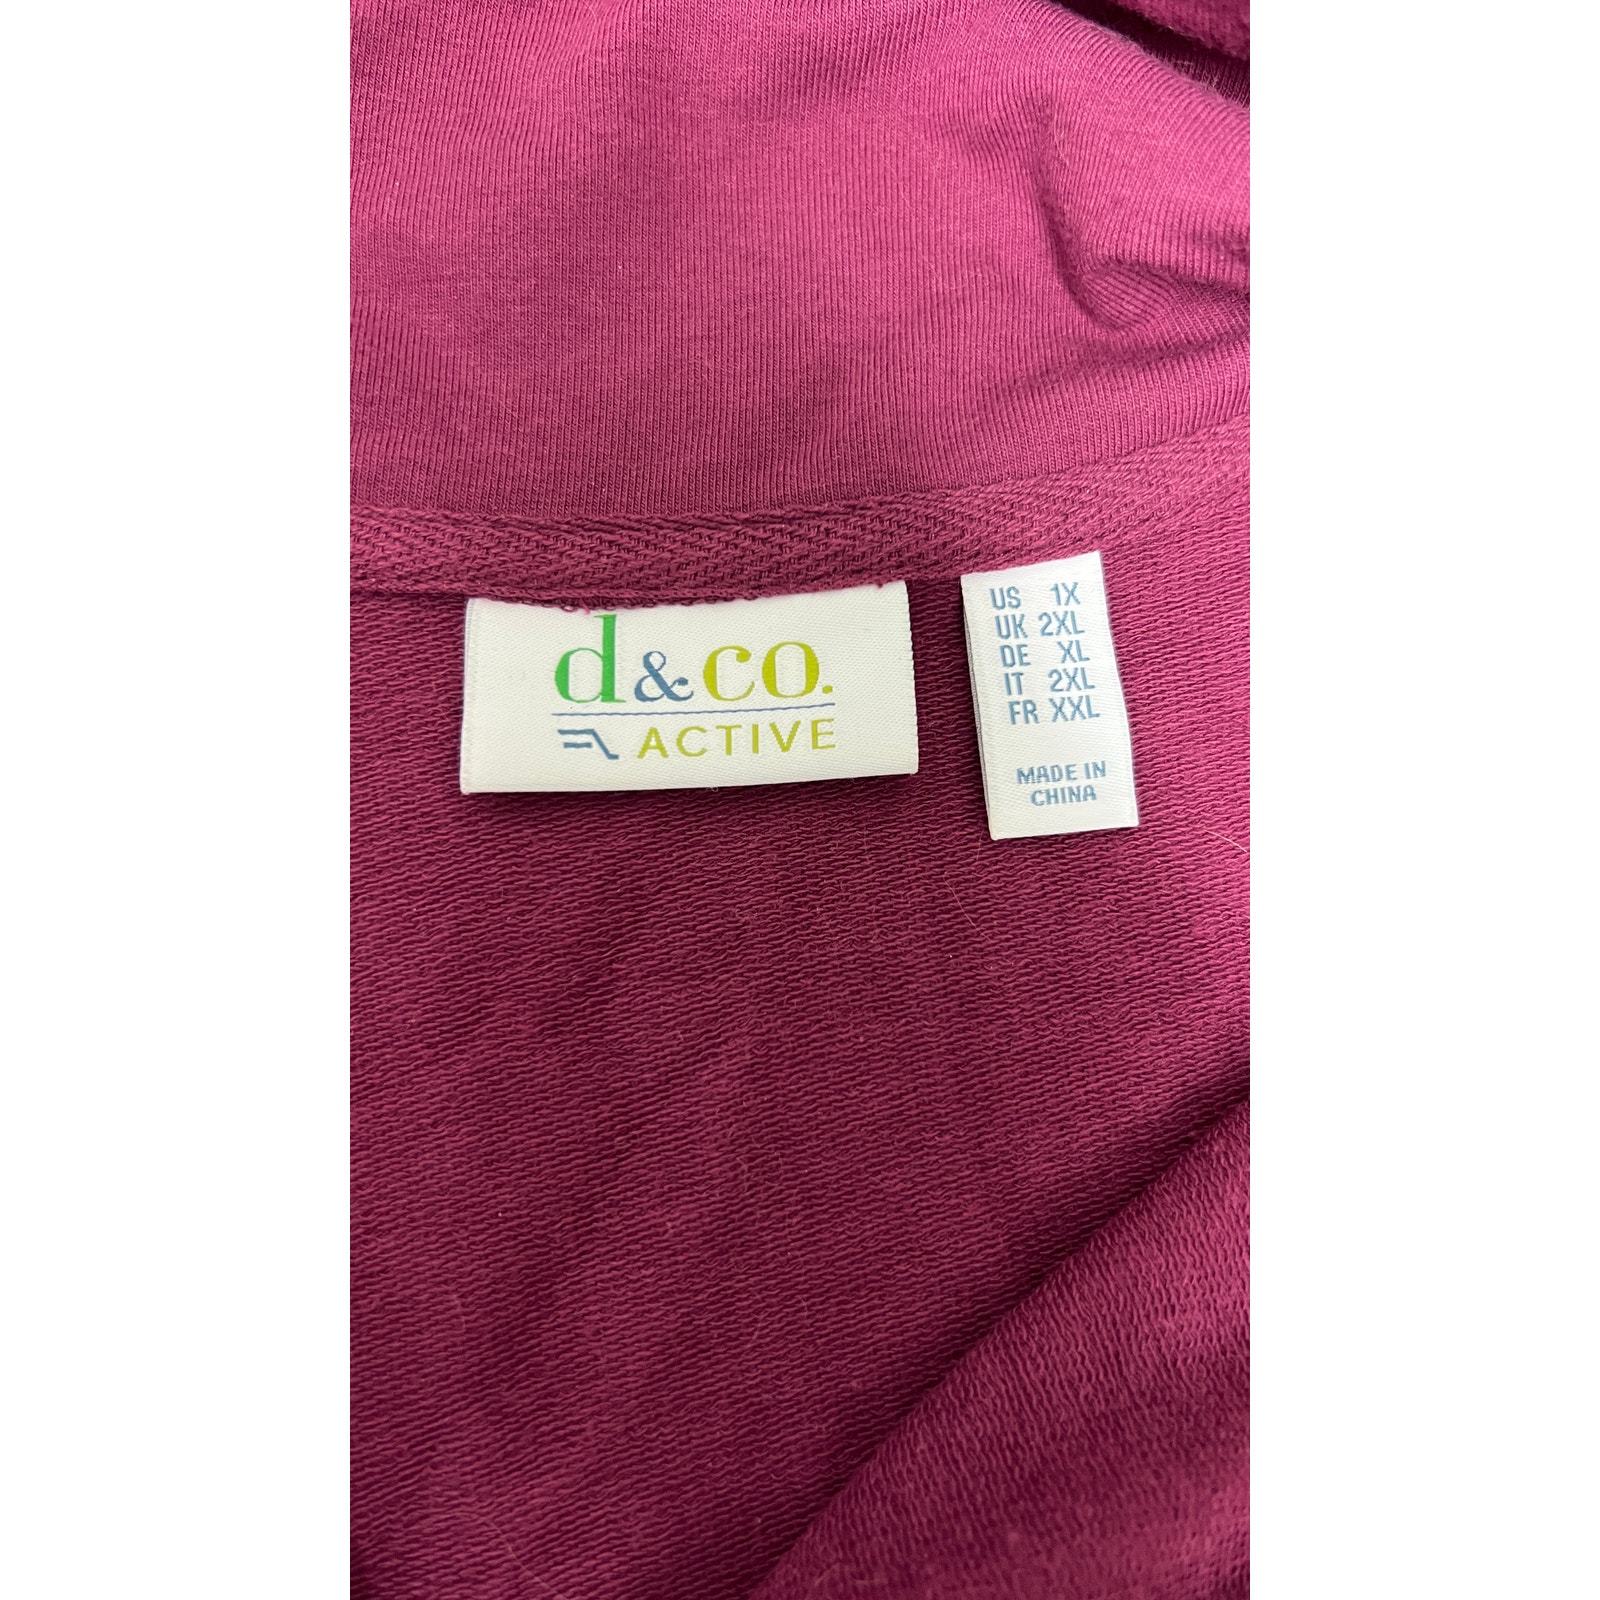 d&co.
ACTIVE
US 1X
UK 2XL
DE XL
IT 2XL
FR XXL
MADE IN
CHINA